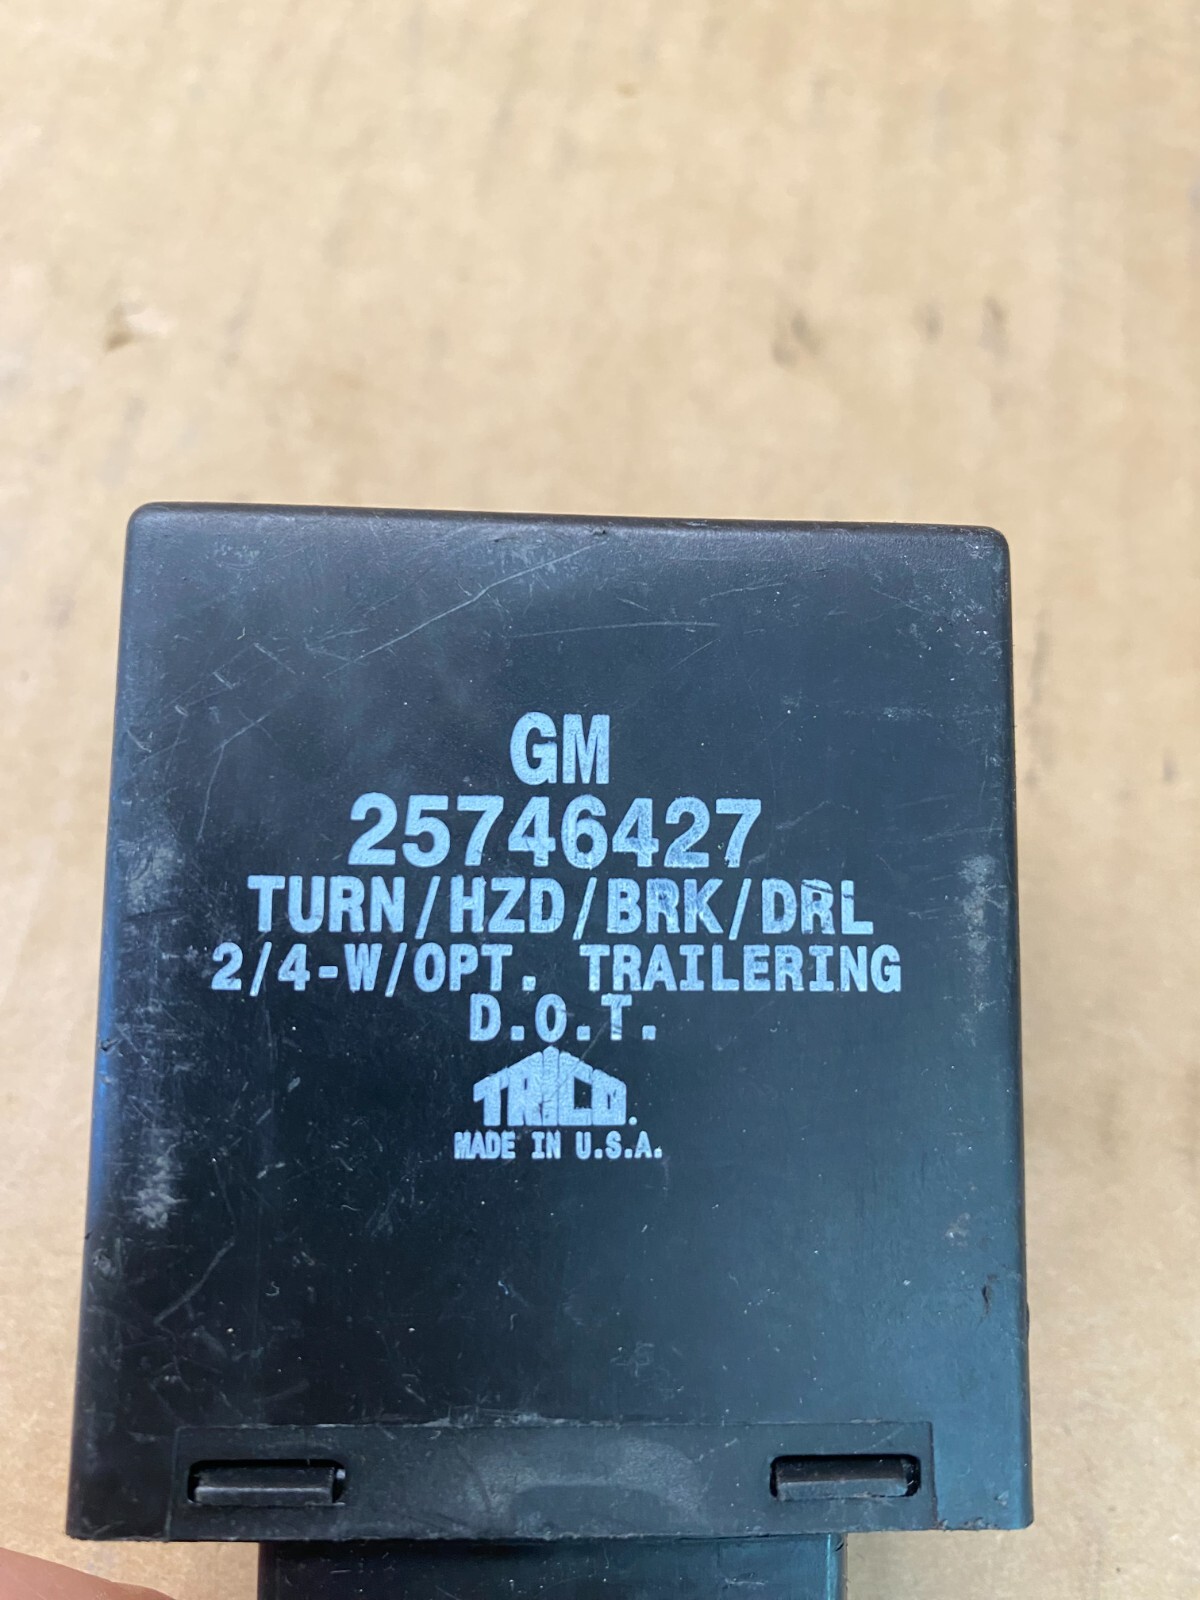 GM
25746427
TURN/HZD/BRK/DRL
2/4-W/OPT. TRAILERING
D.O.T.
TRICO.
MADE IN U.S.A.